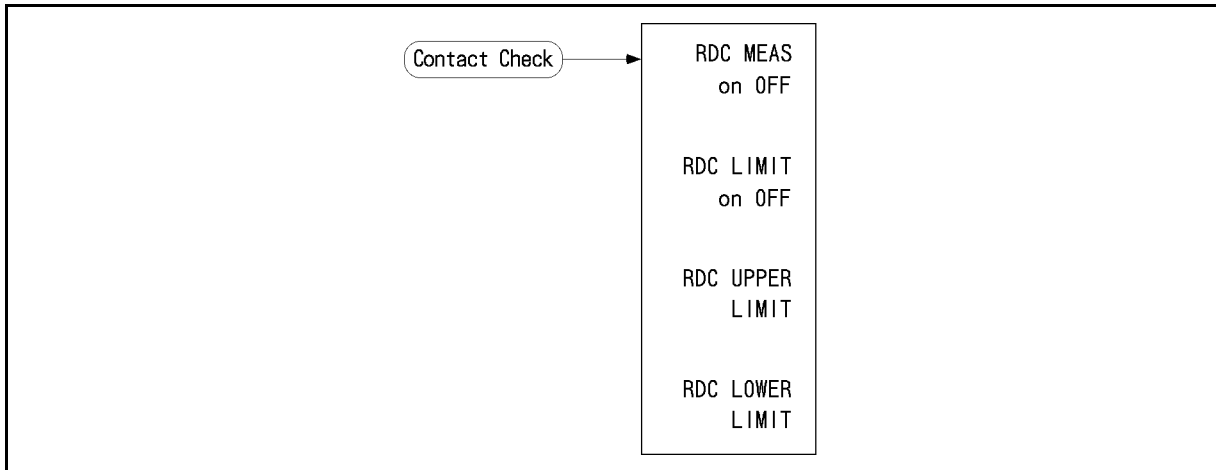 Contact Check
RDC MEAS
on OFF
RDC LIMIT
on OFF
RDC UPPER
LIMIT
RDC LOWER
LIMIT